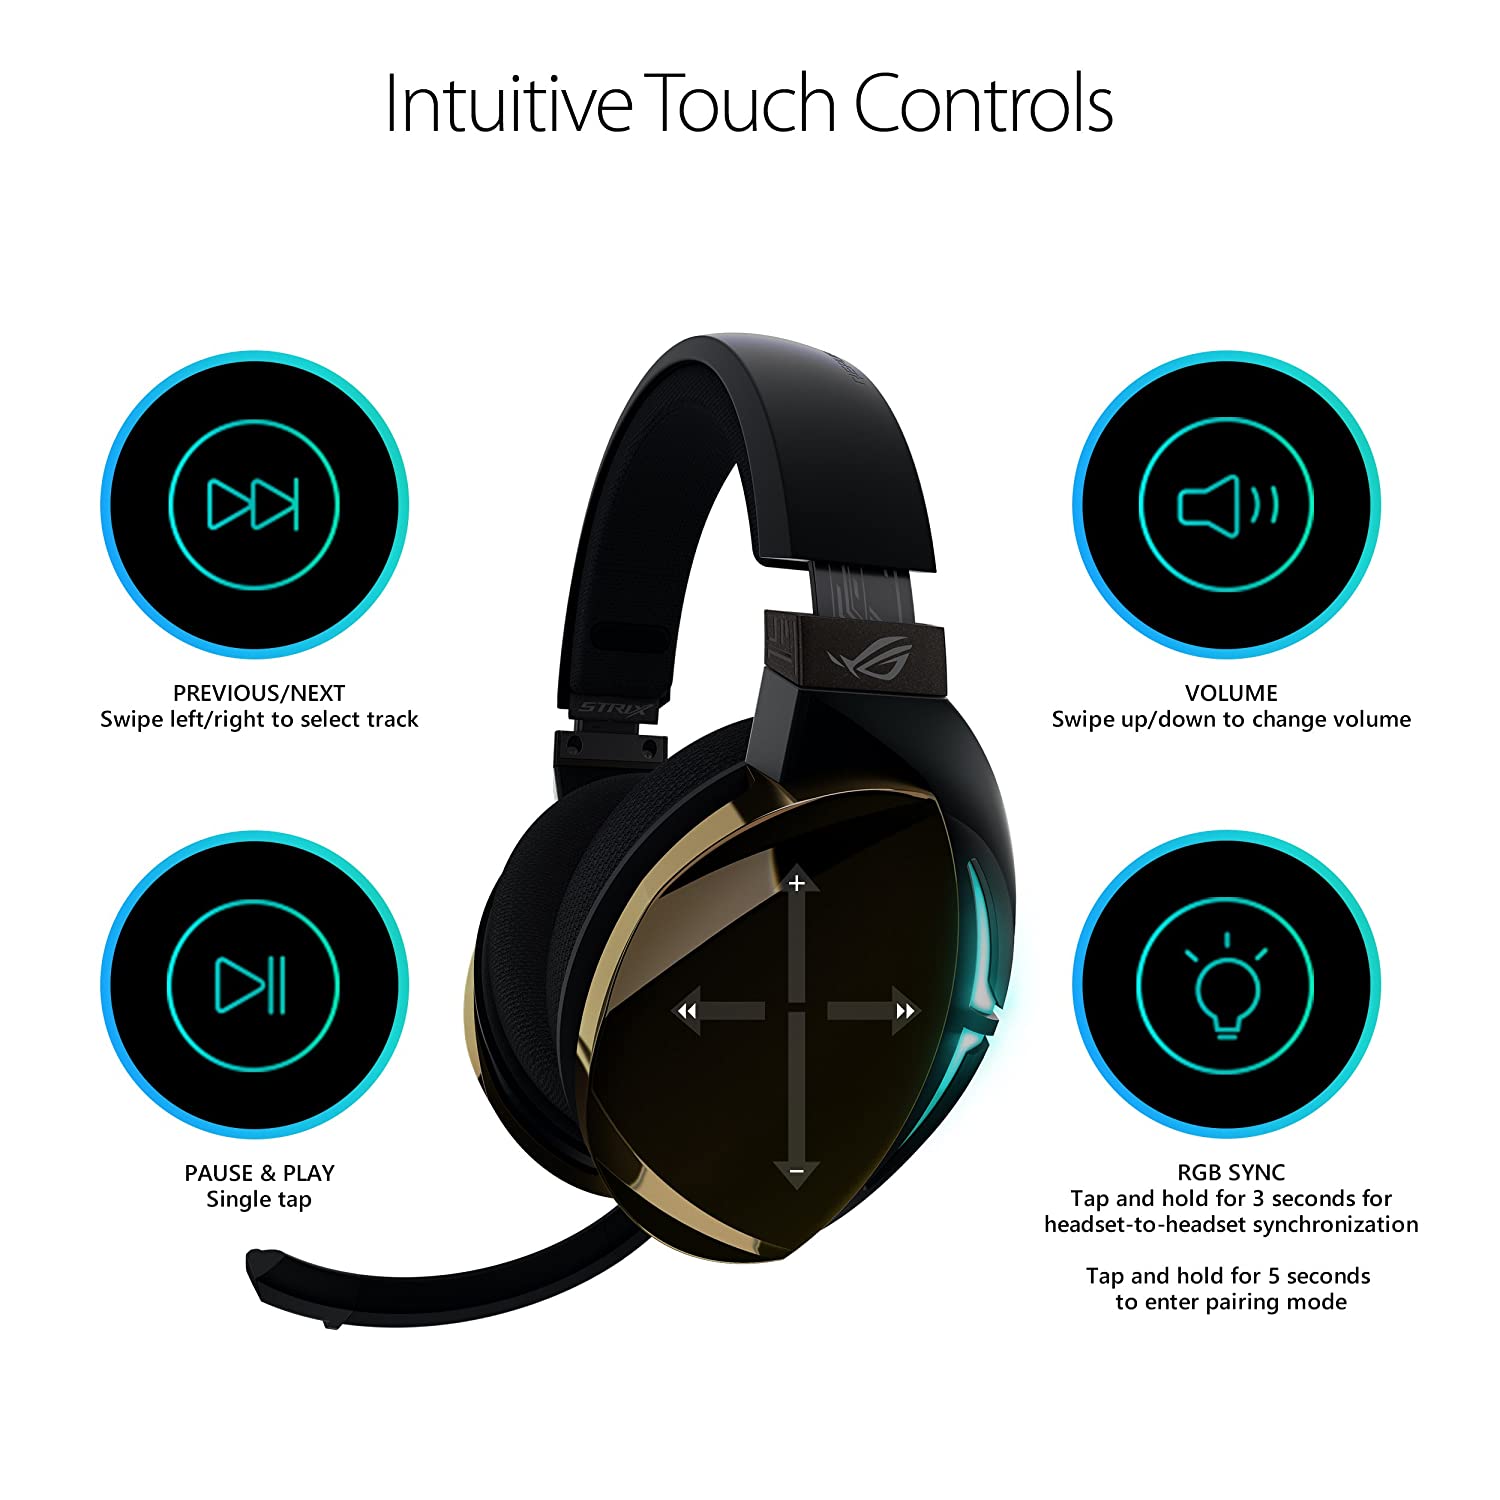 Intuitive Touch Controls
PREVIOUS/NEXT
Swipe left/right to select track
VOLUME
Swipe up/down to change volume
STRIX
PAUSE & PLAY
Single tap
RGB SYNC
Tap and hold for 3 seconds for
headset-to-headset synchronization
Tap and hold for 5 seconds
to enter pairing mode